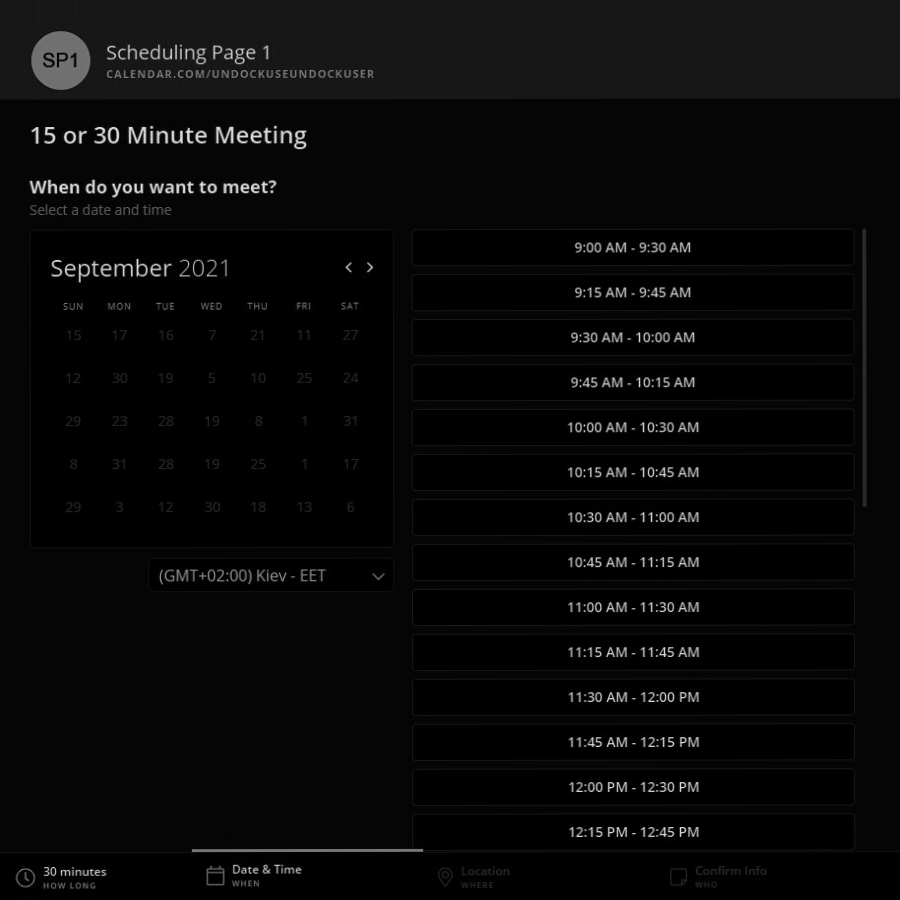 SP1
Scheduling Page 1
CALENDAR.COM/UNDOCKUSEUNDOCKUSER
15 or 30 Minute Meeting
When do you want to meet?
Select a date and time
September 2021
SUN MON TUE WED THU FRI SAT
15 17 16 7 21 11 27
12 30 19 5 10 25 24
29 23 28 19 8 1 31
8 31 28 19 25 1 17
29 3 12 30 18 13 6
(GMT+02:00) Kiev - EET
9:00 AM - 9:30 AM
9:15 AM - 9:45 AM
9:30 AM - 10:00 AM
9:45 AM - 10:15 AM
10:00 AM - 10:30 AM
10:15 AM - 10:45 AM
10:30 AM - 11:00 AM
10:45 AM - 11:15 AM
11:00 AM - 11:30 AM
11:15 AM - 11:45 AM
11:30 AM - 12:00 PM
11:45 AM - 12:15 PM
12:00 PM - 12:30 PM
12:15 PM - 12:45 PM
30 minutes
HOW LONG
Date & Time
WHEN
Location
WHERE
Confirm Info
WHO